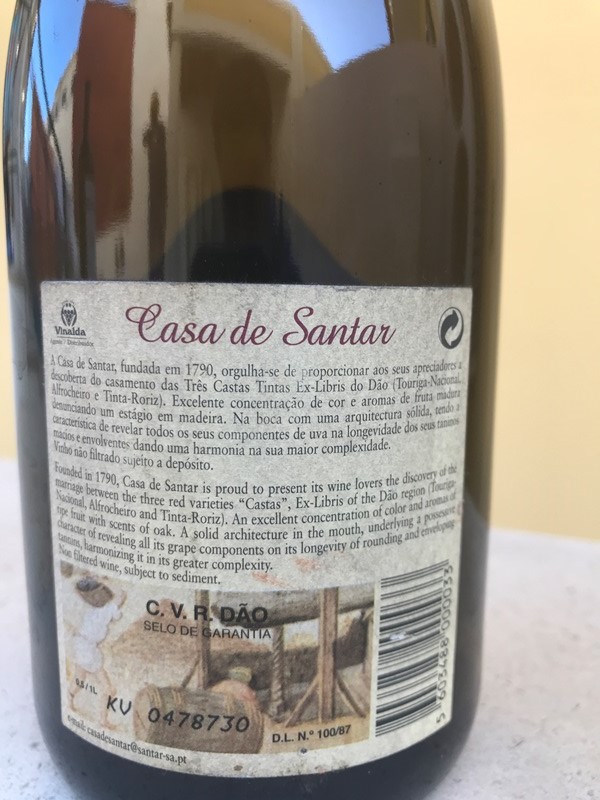 Vinalda
Casa de Santar
A Casa de Santar, fundada em 1790, orgulha-se de proporcionar aos seus apreciadores a
descoberta do casamento das Três Castas Tintas Ex-Libris do Dão (Touriga-Nacional,
Alfrocheiro e Tinta-Roriz). Excelente concentração de cor e aromas de fruta madura
denunciando um estágio em madeira. Na boca com uma arquitectura sólida, tendo a
característica de revelar todos os seus componentes de uva na longevidade dos seus taninos
macios e envolventes dando uma harmonia na sua maior complexidade.
Vinho não filtrado sujeito a depósito.
Founded in 1790, Casa de Santar is proud to present its wine lovers the discovery of the
marriage between the three red varieties "Castas", Ex-Libris of the Dão region (Touriga-
Nacional, Alfrocheiro and Tinta-Roriz). An excellent concentration of color and aromas of
ripe fruit with scents of oak. A solid architecture in the mouth, underlying a possessive
character of revealing all its grape components on its longevity of rounding and enveloping
tannins, harmonizing it in its greater complexity.
Non filtered wine, subject to sediment.
C. V. R. DÃO
SELO DE GARANTIA
0,5/1L
KV 0478730
D.L. N.º 100/87
e-mail: casadesantar@santar-sa.pt
5 603488 000033